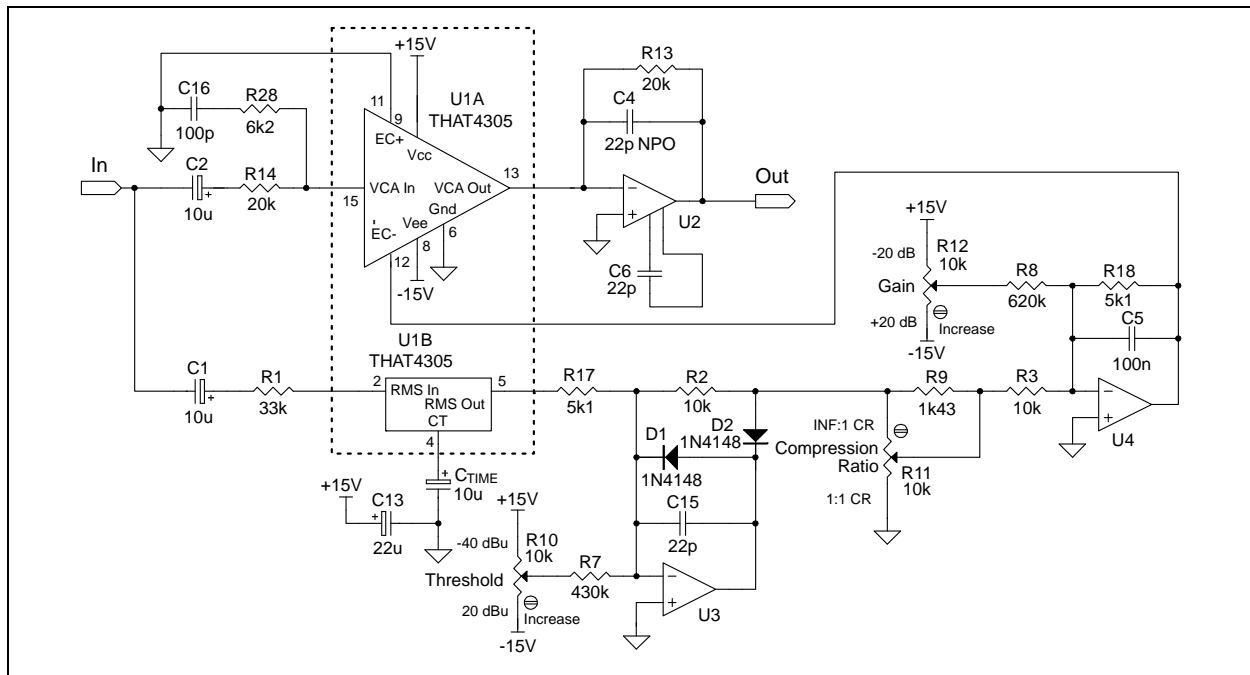 +15V
R13
20k
C16
100p
R28
6k2
11
9
U1A
THAT4305
C4
22p NPO
EC+
Vcc
In
C2
+
10u
R14
20k
15
VCA In
VCA Out
13
Gnd
6
Vee
8
EC-
12
-15V
−
+
U2
Out
C6
22p
+15V
-20 dB
R12
10k
Gain
+20 dB
Increase
-15V
R8
620k
R18
5k1
C5
100n
U1B
THAT4305
C1
+
10u
R1
33k
2
RMS In
RMS Out
5
CT
4
R17
5k1
R2
10k
R9
1k43
R3
10k
−
+
U4
D1
1N4148
D2
1N4148
INF:1 CR
Compression
Ratio
R11
10k
1:1 CR
+
CTIME
10u
+15V
C13
+
22u
C15
22p
+15V
-40 dBu
R10
10k
Threshold
20 dBu
Increase
-15V
R7
430k
−
+
U3